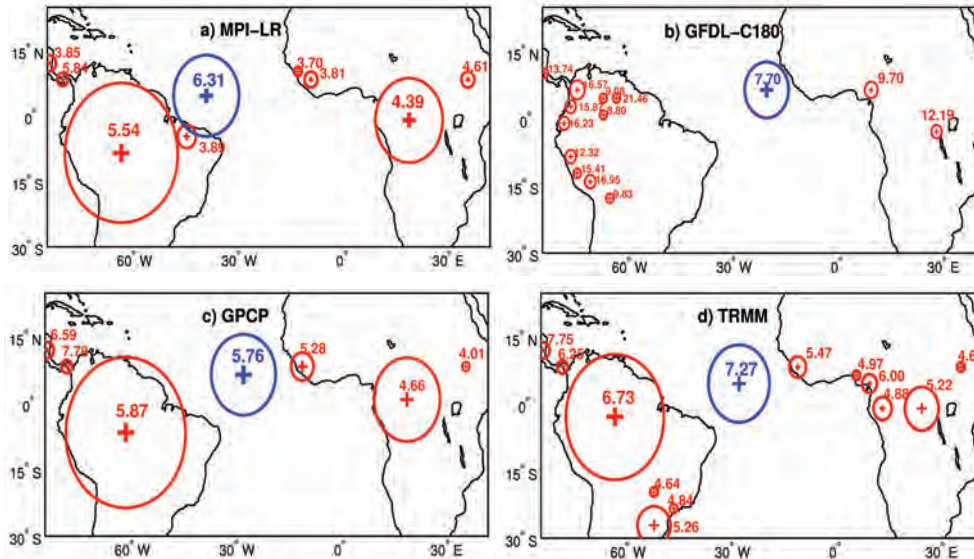 a) MPI-LR
15° N
3.85
5.84
6.31
3.70
3.81
4.61
4.39
0°
5.54
3.89
15° S
30° S
60° W
30° W
0°
30° E
b) GFDL-C180
15° N
13.74
16.57
9.08
21.46
7.70
9.70
15.87
8.80
0°
16.23
12.19
12.32
15.41
15° S
16.95
9.83
30° S
60° W
30° W
0°
30° E
c) GPCP
15° N
6.59
7.79
5.76
5.28
4.01
4.66
0°
5.87
15° S
30° S
60° W
30° W
0°
30° E
d) TRMM
15° N
7.75
6.25
7.27
5.47
4.97
6.00
5.22
4.88
6.73
0°
15° S
4.64
4.84
5.26
30° S
60° W
30° W
0°
30° E